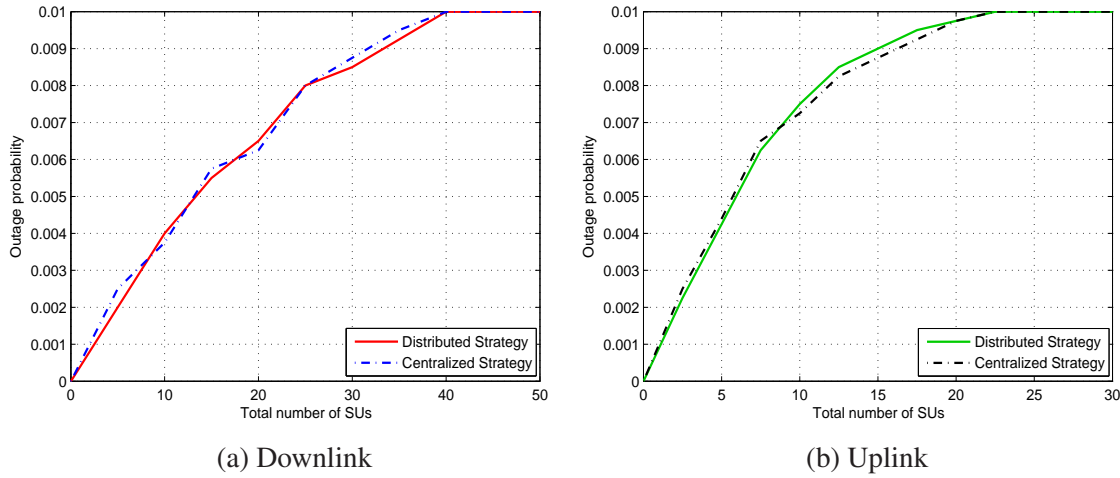 0.01
0.009
0.008
0.007
0.006
0.005
0.004
0.003
0.002
0.001
0
Outage probability
0 10 20 30 40 50
Total number of SUs
Distributed Strategy
Centralized Strategy
(a) Downlink
0.01
0.009
0.008
0.007
0.006
0.005
0.004
0.003
0.002
0.001
0
Outage probability
0 5 10 15 20 25 30
Total number of SUs
Distributed Strategy
Centralized Strategy
(b) Uplink